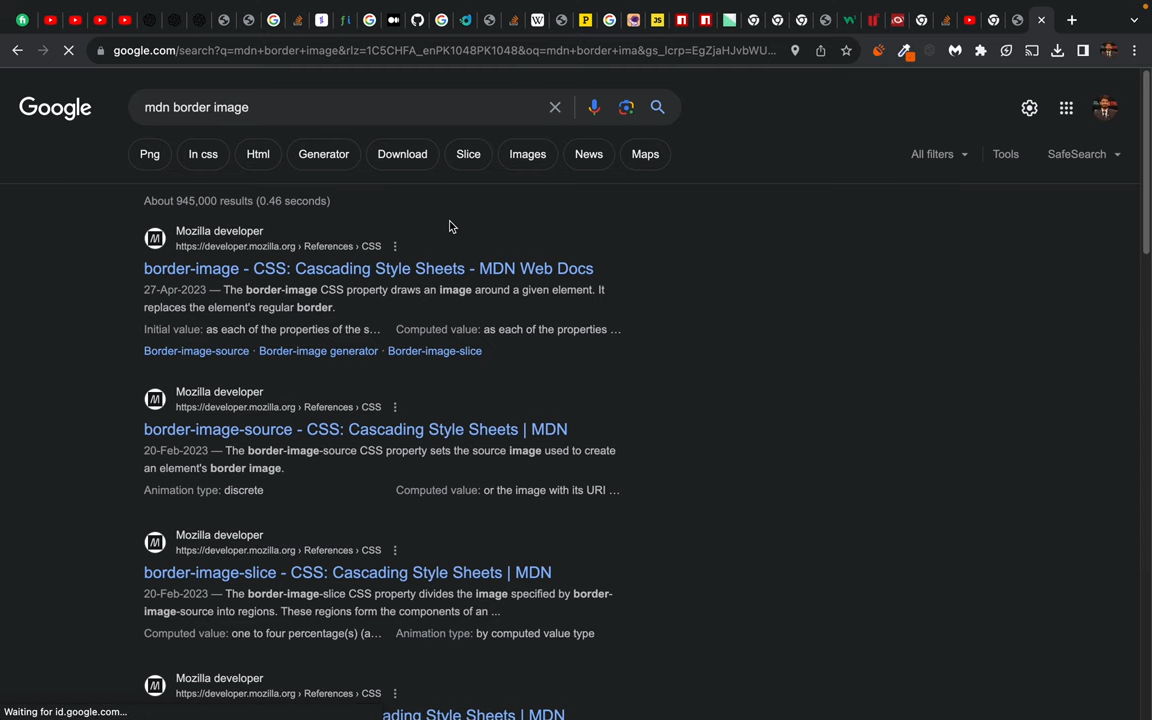 google.com/search?q=mdn+border+image&rlz=1C5CHFA_enPK1048PK1048&oq=mdn+border+ima&gs_lcrp=EgZjaHJvbWU...
Google
mdn border image
Png
In css
Html
Generator
Download
Slice
Images
News
Maps
All filters
Tools
SafeSearch
About 945,000 results (0.46 seconds)
Mozilla developer
https://developer.mozilla.org › References › CSS
border-image - CSS: Cascading Style Sheets - MDN Web Docs
27-Apr-2023 — The border-image CSS property draws an image around a given element. It
replaces the element's regular border.
Initial value: as each of the properties of the s... Computed value: as each of the properties ...
Border-image-source · Border-image generator · Border-image-slice
Mozilla developer
https://developer.mozilla.org › References › CSS
border-image-source - CSS: Cascading Style Sheets | MDN
20-Feb-2023 — The border-image-source CSS property sets the source image used to create
an element's border image.
Animation type: discrete Computed value: or the image with its URI ...
Mozilla developer
https://developer.mozilla.org › References › CSS
border-image-slice - CSS: Cascading Style Sheets | MDN
20-Feb-2023 — The border-image-slice CSS property divides the image specified by border-
image-source into regions. These regions form the components of an ...
Computed value: one to four percentage(s) (a... Animation type: by computed value type
Mozilla developer
https://developer.mozilla.org › References › CSS
ading Style Sheets | MDN
Waiting for id.google.com...